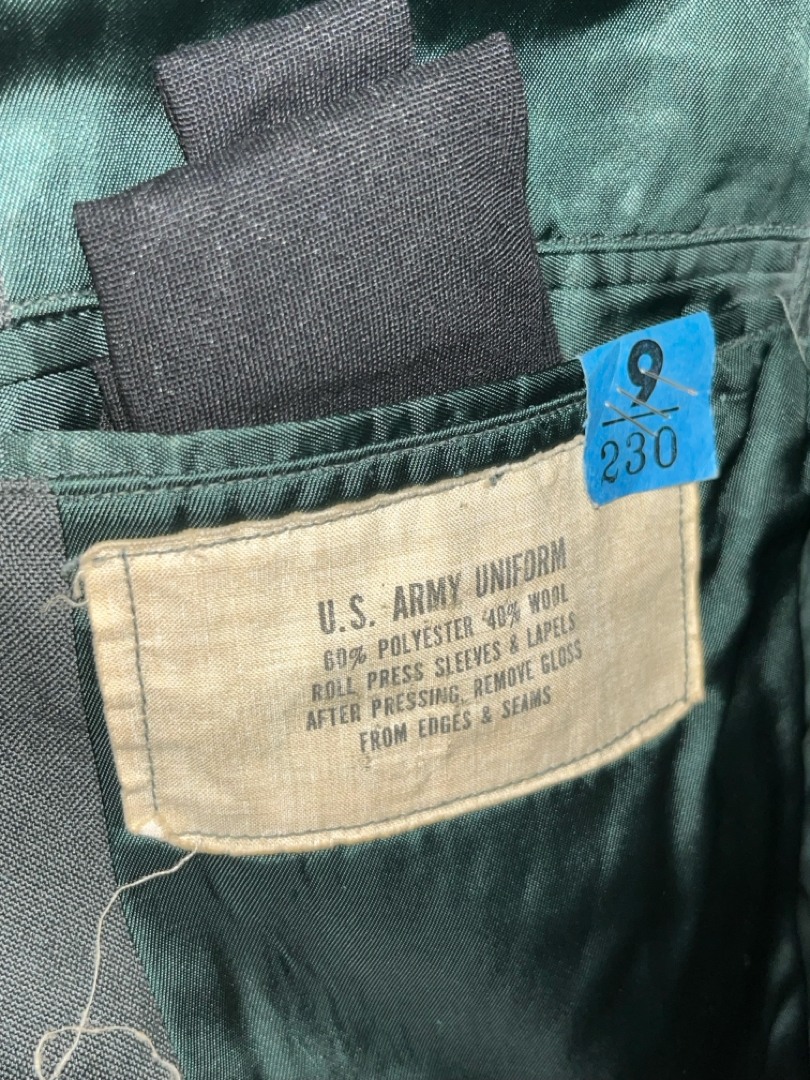 9
230
U.S. ARMY UNIFORM
60% POLYESTER 40% WOOL
ROLL PRESS SLEEVES & LAPELS
AFTER PRESSING, REMOVE GLOSS
FROM EDGES & SEAMS